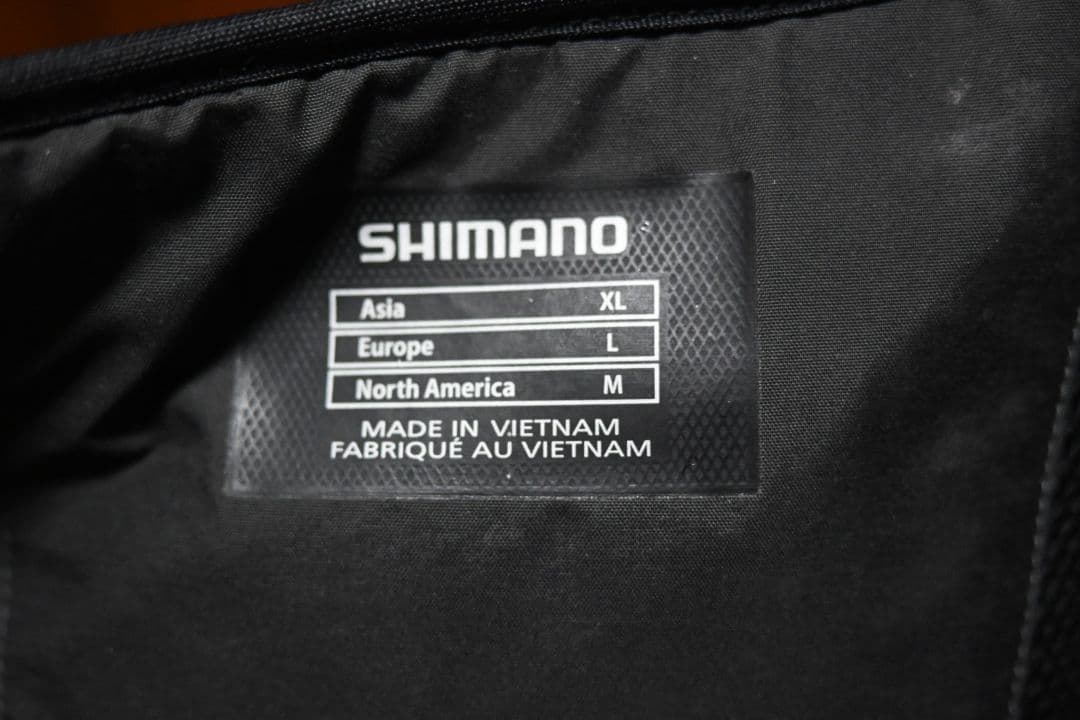 SHIMANO
Asia XL
Europe L
North America M
MADE IN VIETNAM
FABRIQUÉ AU VIETNAM